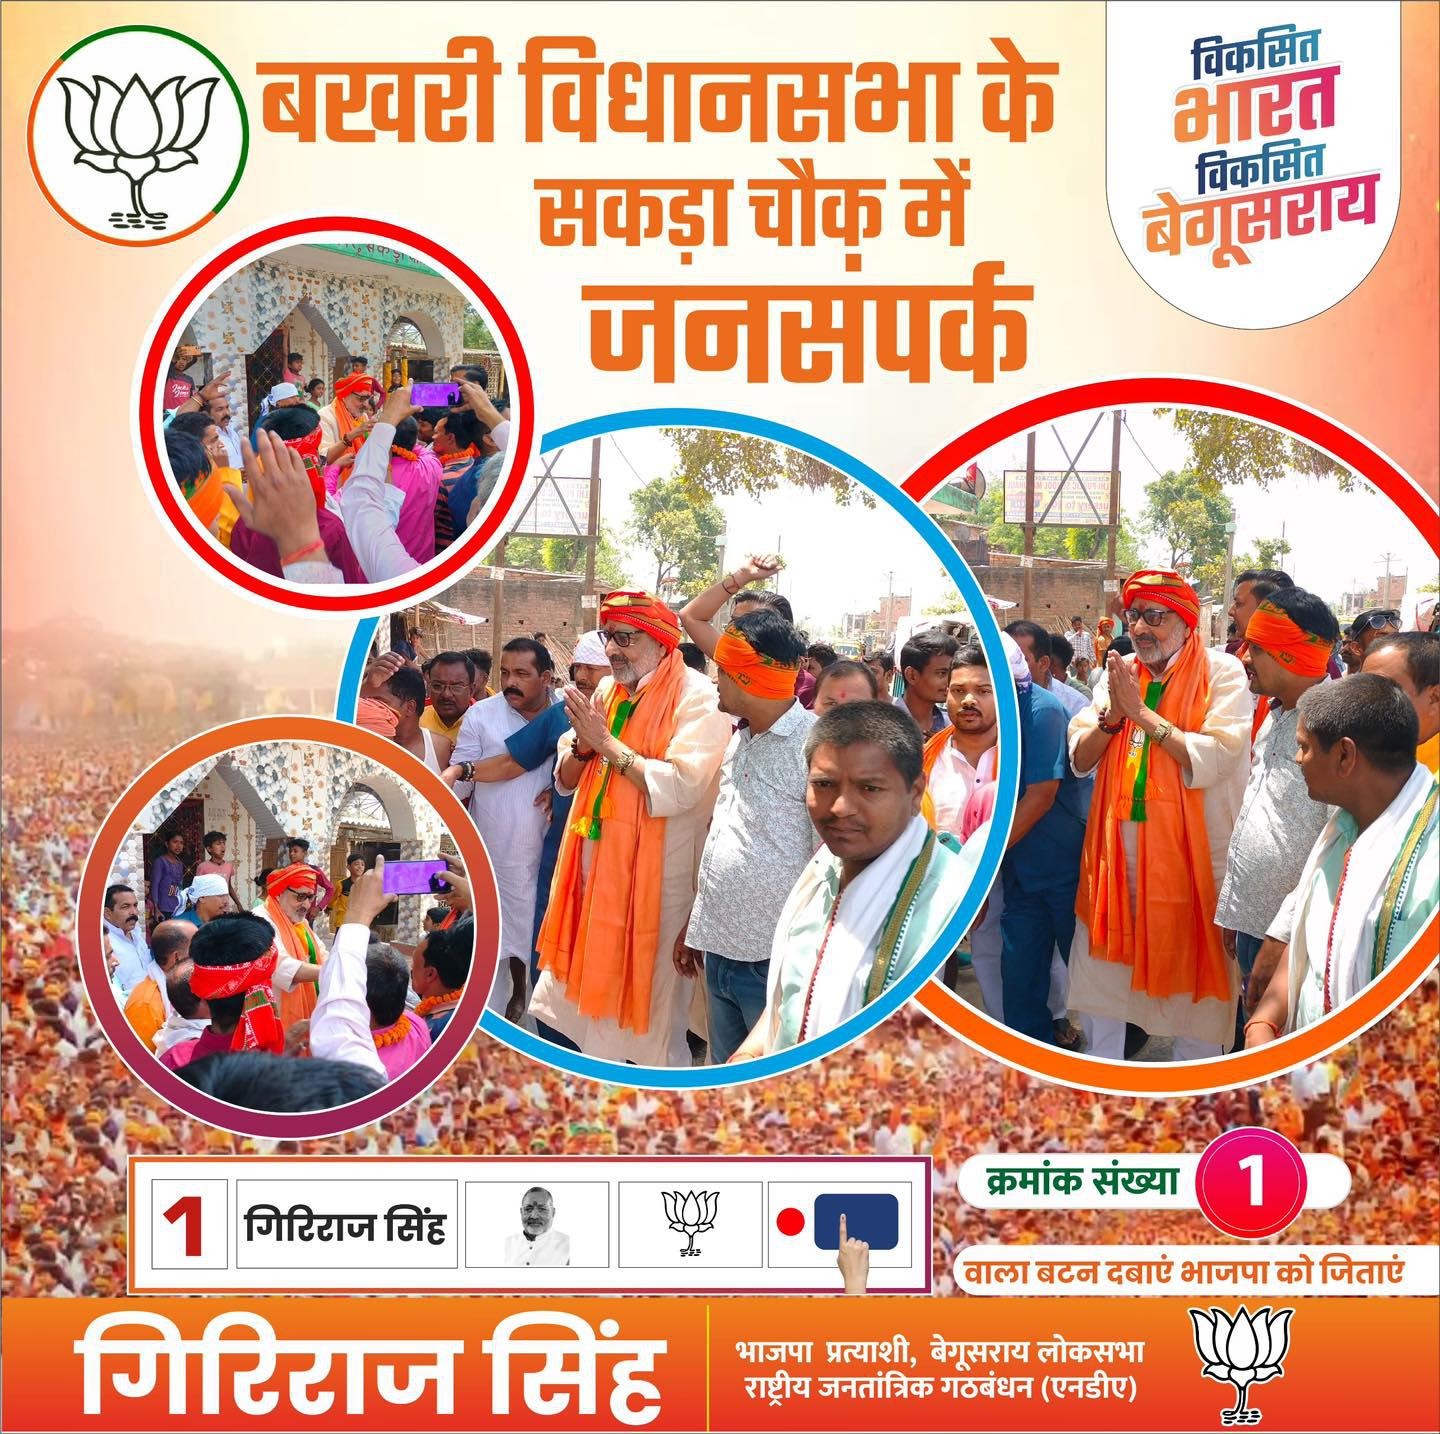 बखरी विधानसभा के
सकड़ा चौक़ में
जनसंपर्क
विकसित
भारत
विकसित
बेगूसराय
1 गिरिराज सिंह
क्रमांक संख्या 1
वाला बटन दबाएं भाजपा को जिताएं
गिरिराज सिंह
भाजपा प्रत्याशी, बेगूसराय लोकसभा
राष्ट्रीय जनतांत्रिक गठबंधन (एनडीए)